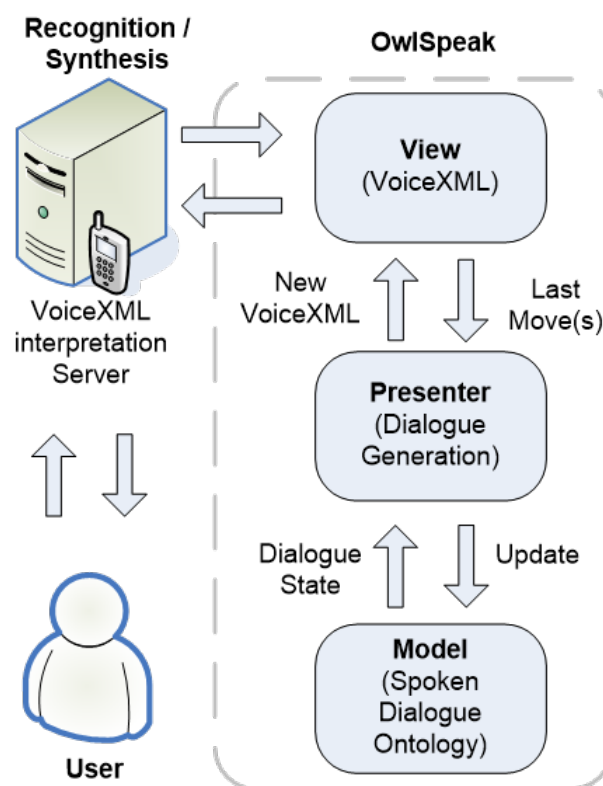 Recognition /
Synthesis
OwlSpeak
View
(VoiceXML)
VoiceXML
interpretation
Server
New
VoiceXML
Last
Move(s)
Presenter
(Dialogue
Generation)
Dialogue
State
Update
Model
(Spoken
Dialogue
Ontology)
User